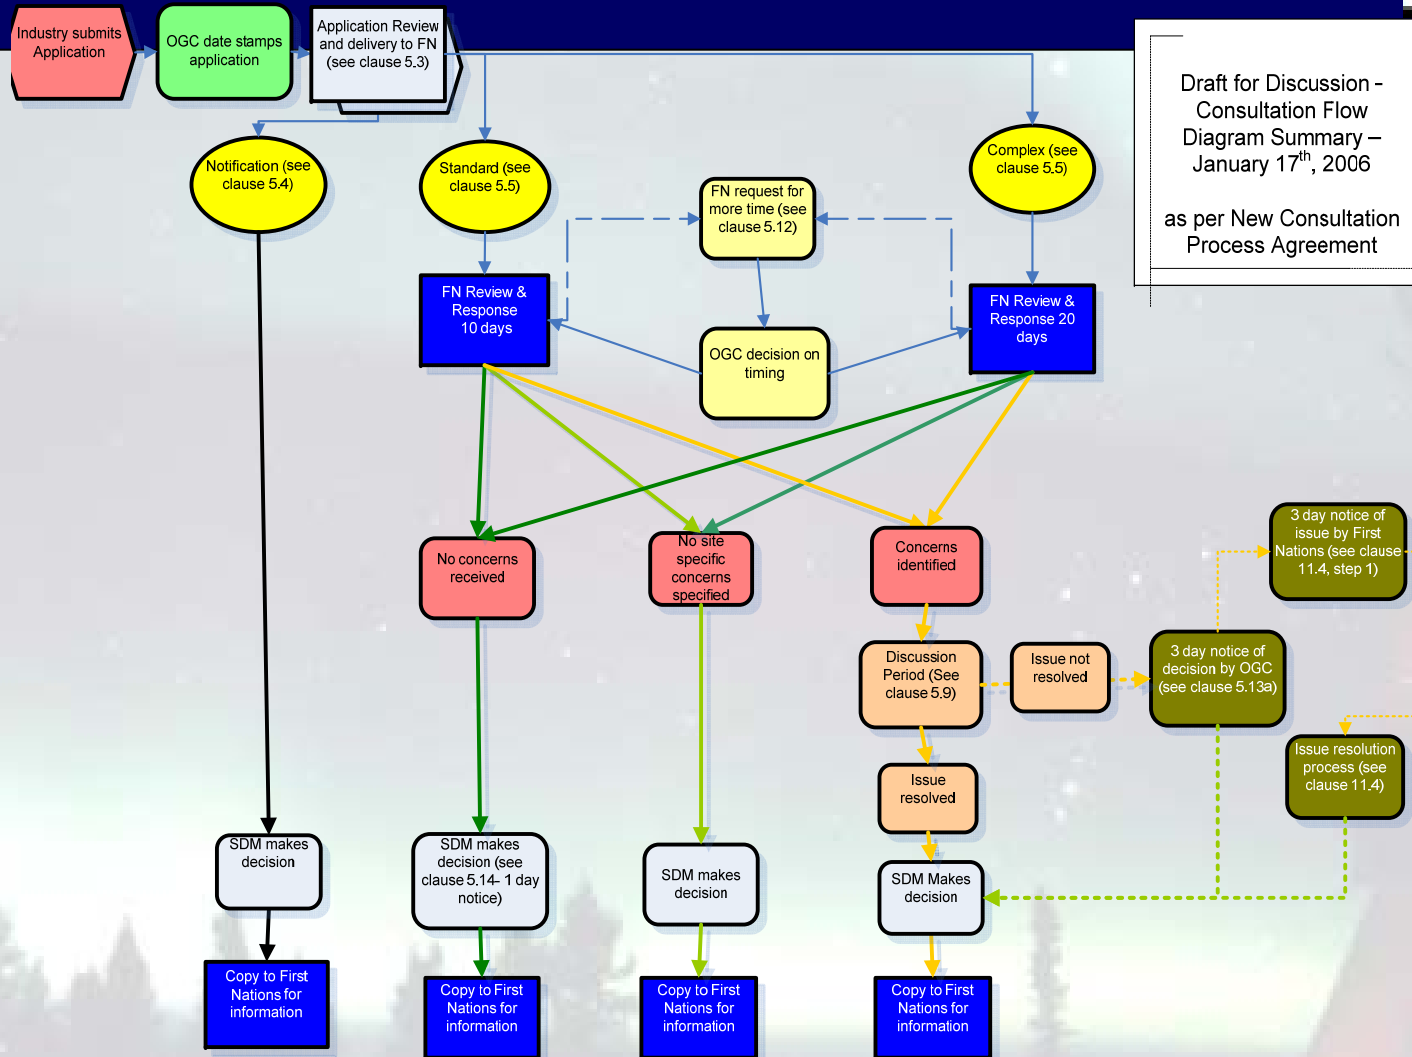 Industry submits
Application
OGC date stamps
application
Application Review
and delivery to FN
(see clause 5.3)
Draft for Discussion -
Consultation Flow
Diagram Summary –
January 17th, 2006
as per New Consultation
Process Agreement
Notification (see
clause 5.4)
Standard (see
clause 5.5)
FN request for
more time (see
clause 5.12)
Complex (see
clause 5.5)
FN Review &
Response
10 days
OGC decision on
timing
FN Review &
Response 20
days
No concerns
received
No site
specific
concerns
specified
Concerns
identified
3 day notice of
issue by First
Nations (see clause
11.4, step 1)
Discussion
Period (See
clause 5.9)
Issue not
resolved
3 day notice of
decision by OGC
(see clause 5.13a)
Issue resolution
process (see
clause 11.4)
Issue
resolved
SDM makes
decision
SDM makes
decision (see
clause 5.14- 1 day
notice)
SDM makes
decision
SDM Makes
decision
Copy to First
Nations for
information
Copy to First
Nations for
information
Copy to First
Nations for
information
Copy to First
Nations for
information